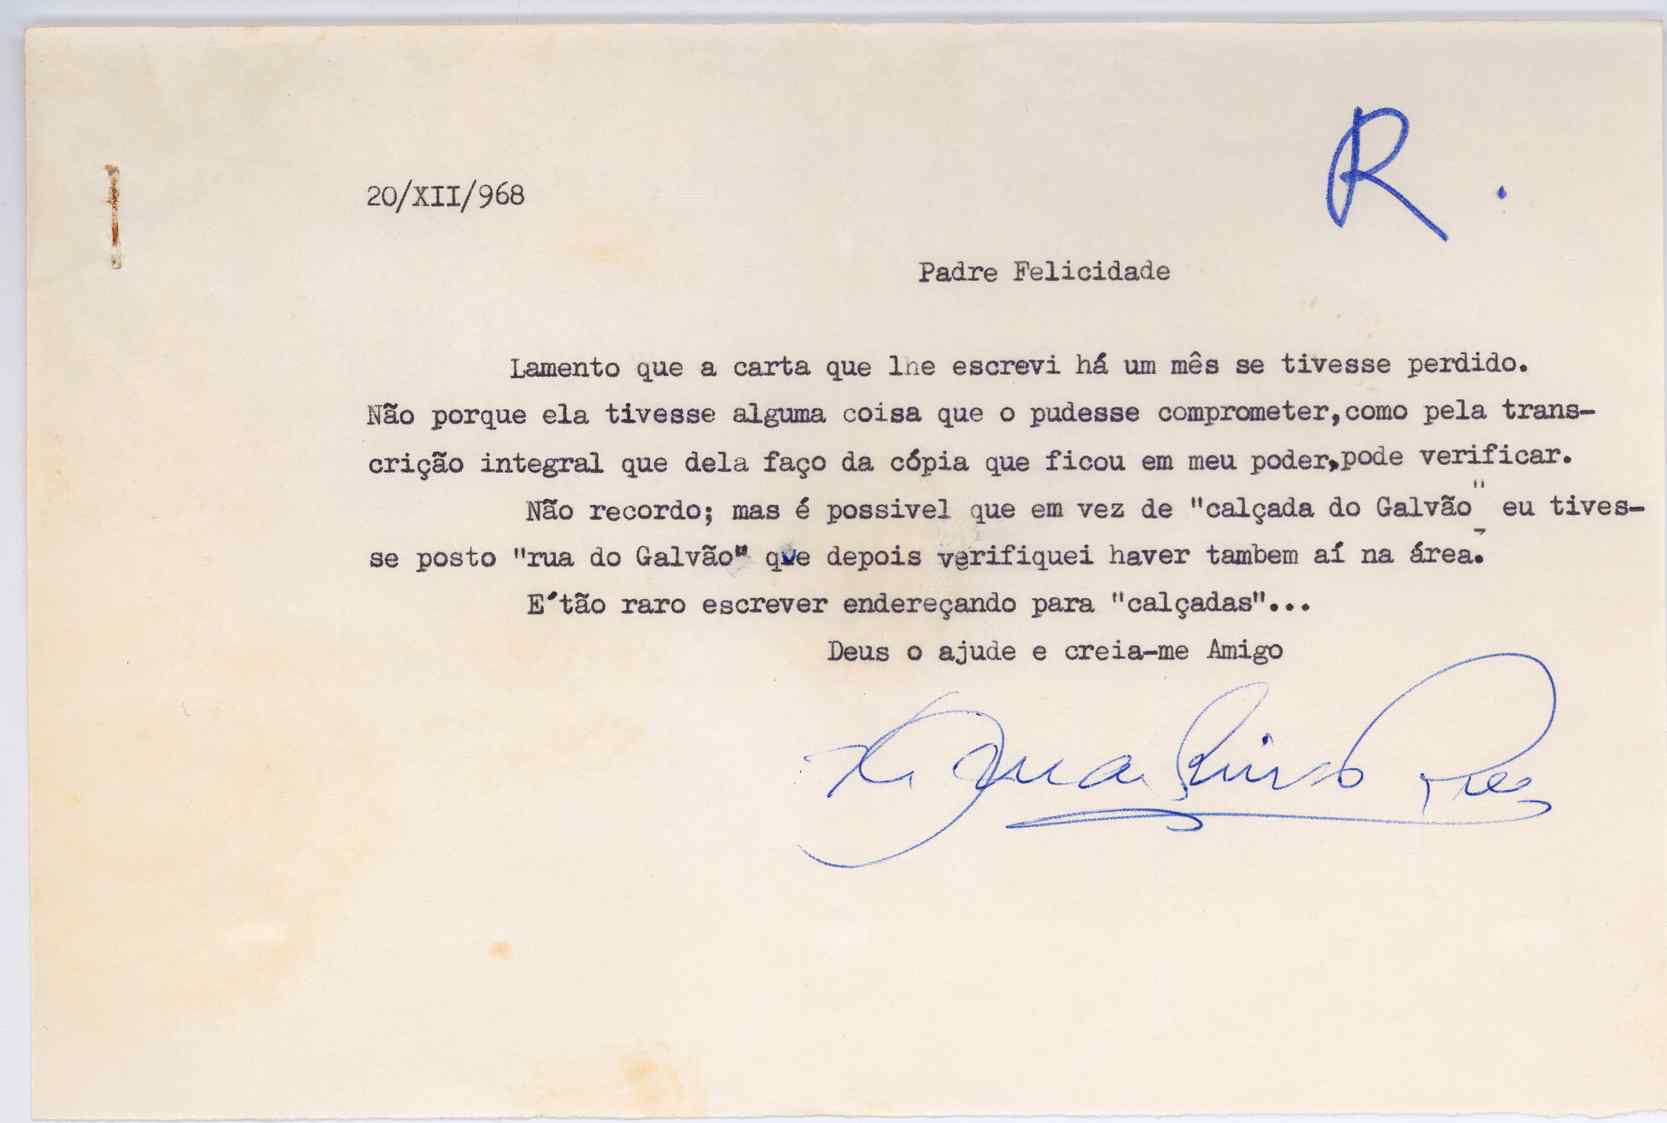 R.
20/XII/968
Padre Felicidade
Lamento que a carta que lhe escrevi há um mês se tivesse perdido.
Não porque ela tivesse alguma coisa que o pudesse comprometer,como pela trans-
crição integral que dela faço da cópia que ficou em meu poder,pode verificar.
Não recordo; mas é possivel que em vez de "calçada do Galvão" eu tives-
se posto "rua do Galvão" que depois verifiquei haver tambem aí na área.
E´tão raro escrever endereçando para "calçadas"...
Deus o ajude e creia-me Amigo